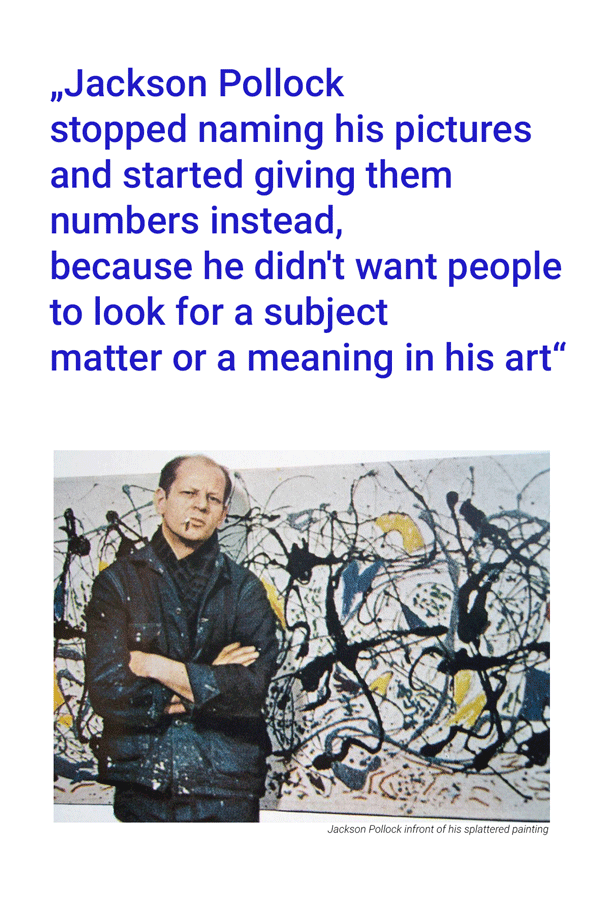 „Jackson Pollock
stopped naming his pictures
and started giving them
numbers instead,
because he didn't want people
to look for a subject
matter or a meaning in his art“
Jackson Pollock infront of his splattered painting